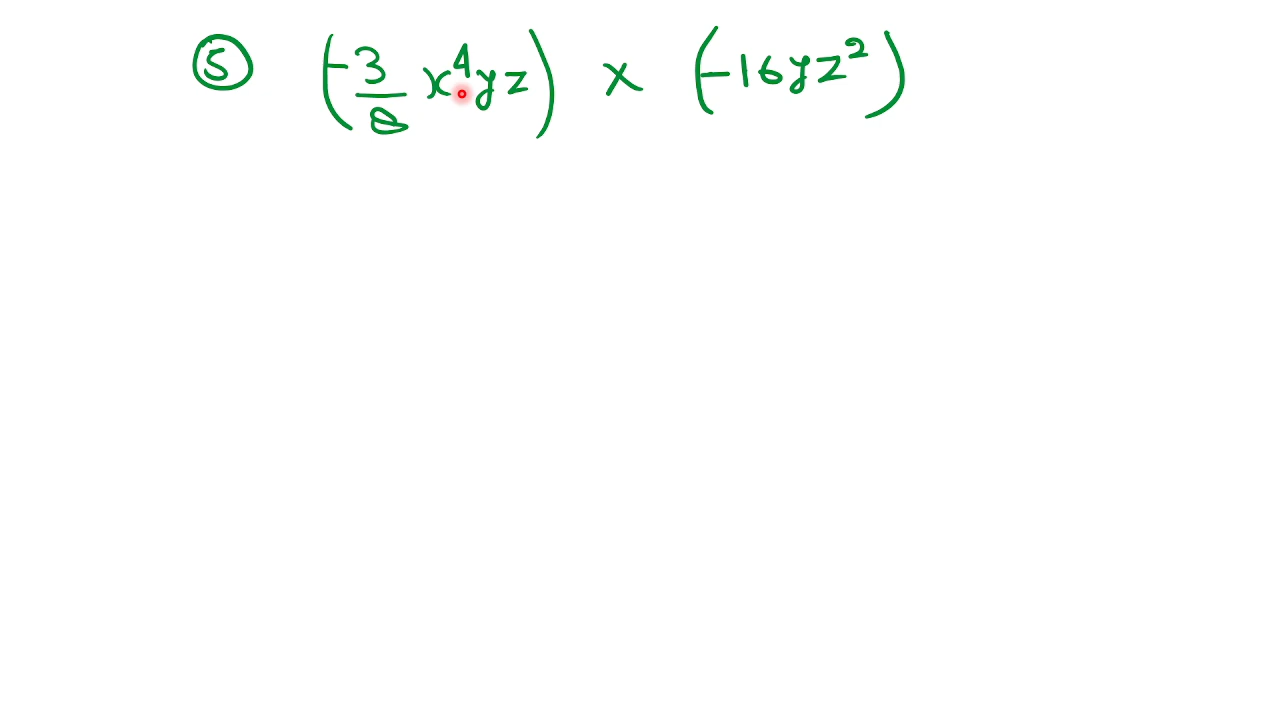 ⑤ (-3/8 x⁴yz) × (-16yz²)